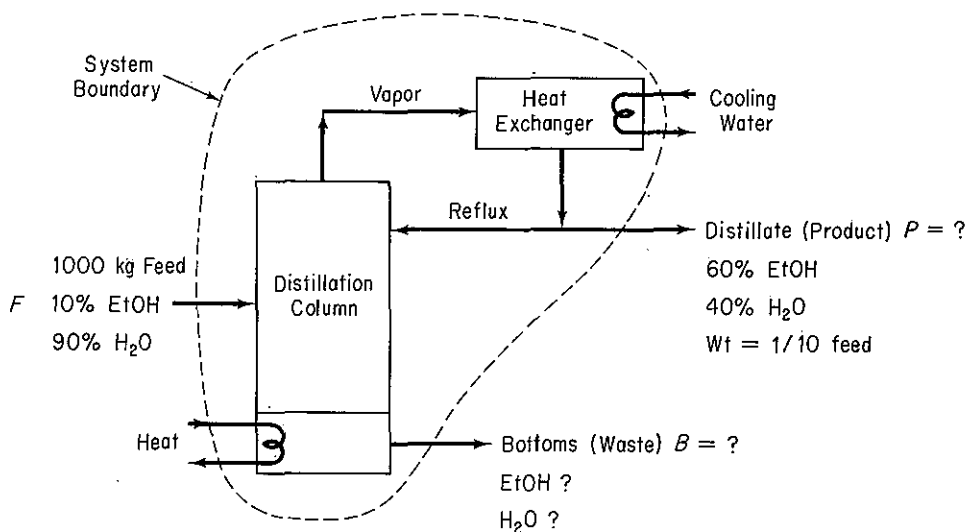 System
Boundary
Vapor
Heat
Exchanger
Cooling
Water
Reflux
Distillate (Product) P = ?
60% EtOH
40% H₂O
Wt = 1/10 feed
1000 kg Feed
F 10% EtOH
90% H₂O
Distillation
Column
Heat
Bottoms (Waste) B = ?
EtOH ?
H₂O ?